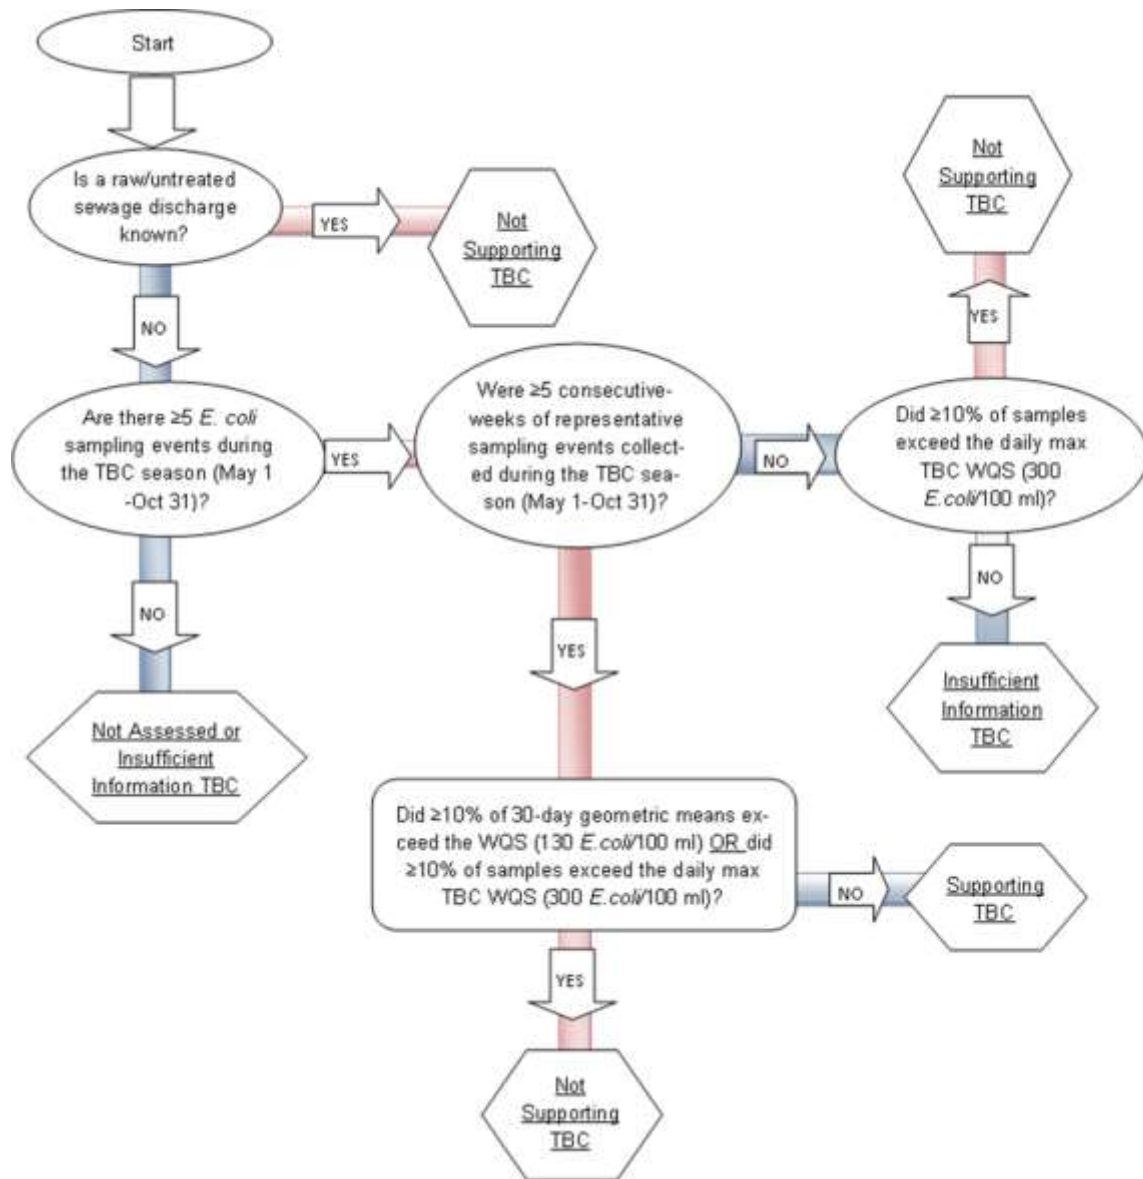 Start
Is a raw/untreated
sewage discharge
known?
YES
Not
Supporting
TBC
NO
Are there ≥5 E. coli
sampling events during
the TBC season (May 1
-Oct 31)?
YES
Were ≥5 consecutive-
weeks of representative
sampling events collect-
ed during the TBC sea-
son (May 1-Oct 31)?
NO
Did ≥10% of samples
exceed the daily max
TBC WQS (300
E.coli/100 ml)?
YES
Not
Supporting
TBC
NO
Insufficient
Information
TBC
NO
Not Assessed or
Insufficient
Information TBC
YES
Did ≥10% of 30-day geometric means ex-
ceed the WQS (130 E.coli/100 ml) OR did
≥10% of samples exceed the daily max
TBC WQS (300 E.coli/100 ml)?
NO
Supporting
TBC
YES
Not
Supporting
TBC